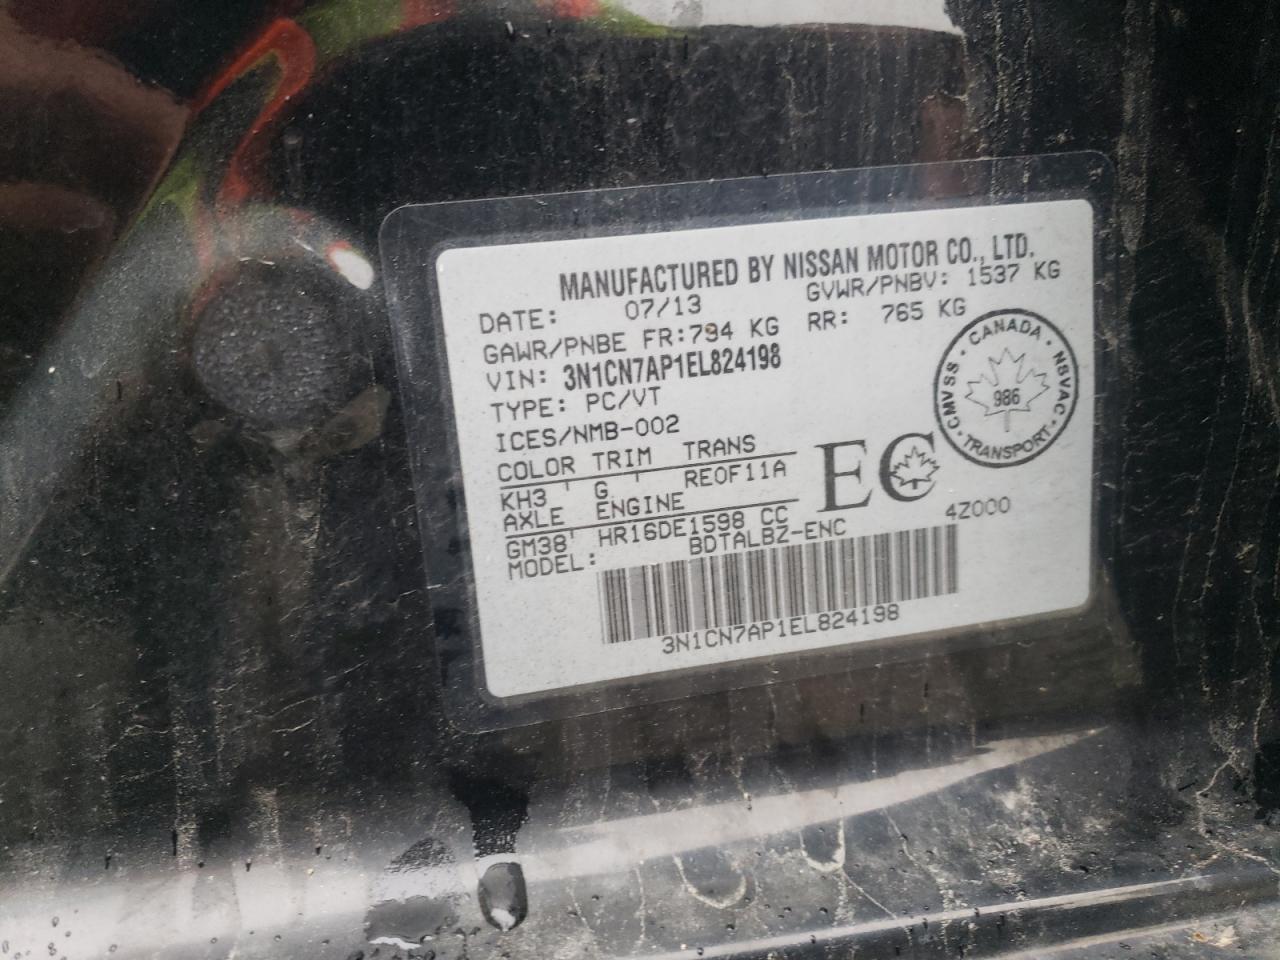 MANUFACTURED BY NISSAN MOTOR CO., LTD.
DATE: 07/13 GVWR/PNBV: 1537 KG
GAWR/PNBE FR:794 KG RR: 765 KG
VIN: 3N1CN7AP1EL824198
TYPE: PC/VT
ICES/NMB-002
COLOR TRIM TRANS
KH3 ' G ' RE0F11A
AXLE ENGINE
GM38' HR16DE1598 CC
MODEL: BDTALBZ-ENC 4Z000
3N1CN7AP1EL824198
EC
CMVSS · CANADA · NSVAC · TRANSPORT ·
986